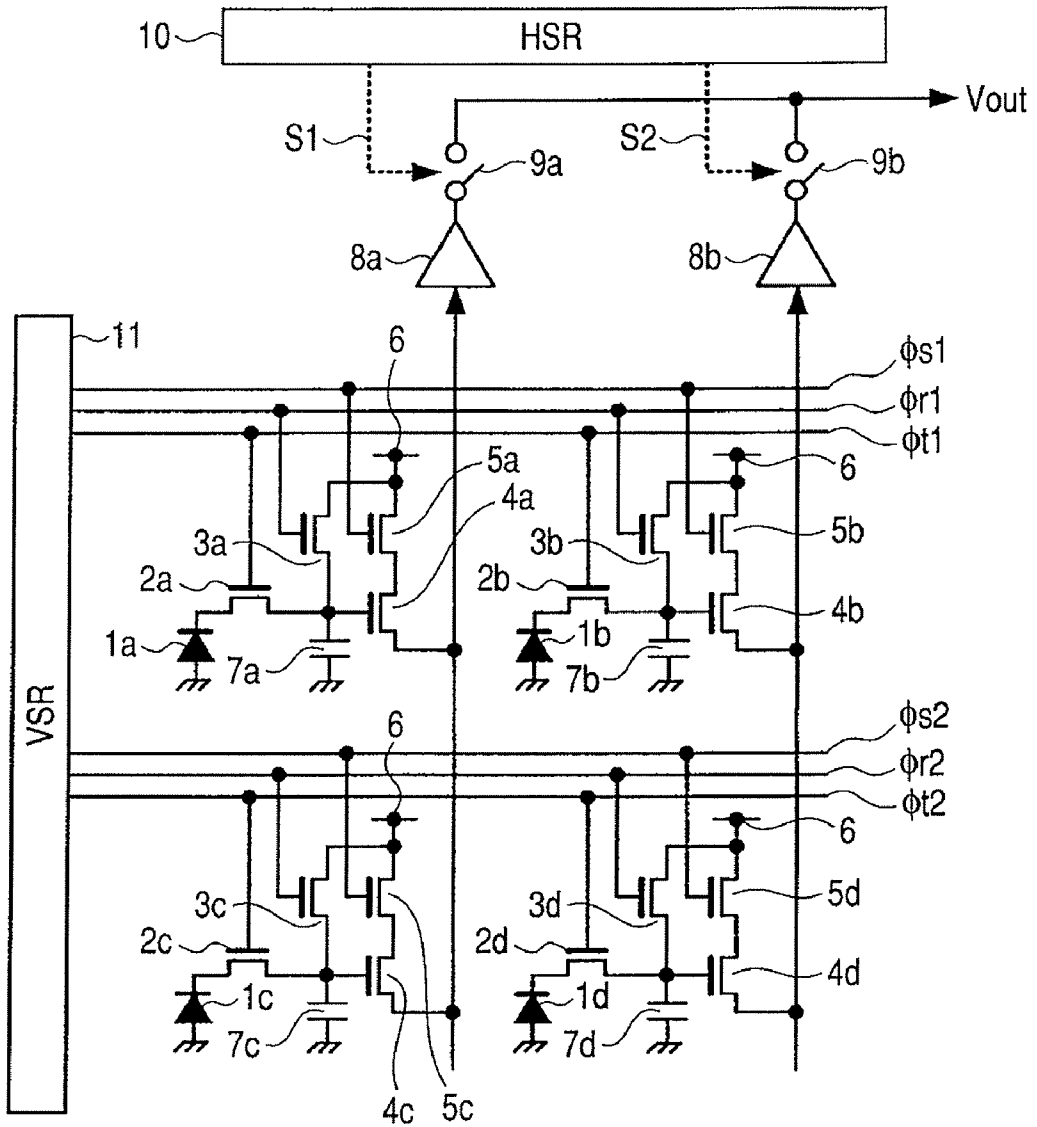 10
HSR
Vout
S1
S2
9a
9b
8a
8b
11
6
ϕs1
ϕr1
ϕt1
5a
6
4a
3a
3b
5b
2a
2b
4b
1a
1b
7a
7b
VSR
6
ϕs2
ϕr2
ϕt2
6
5d
3c
3d
2c
2d
4d
1c
1d
7c
7d
4c
5c